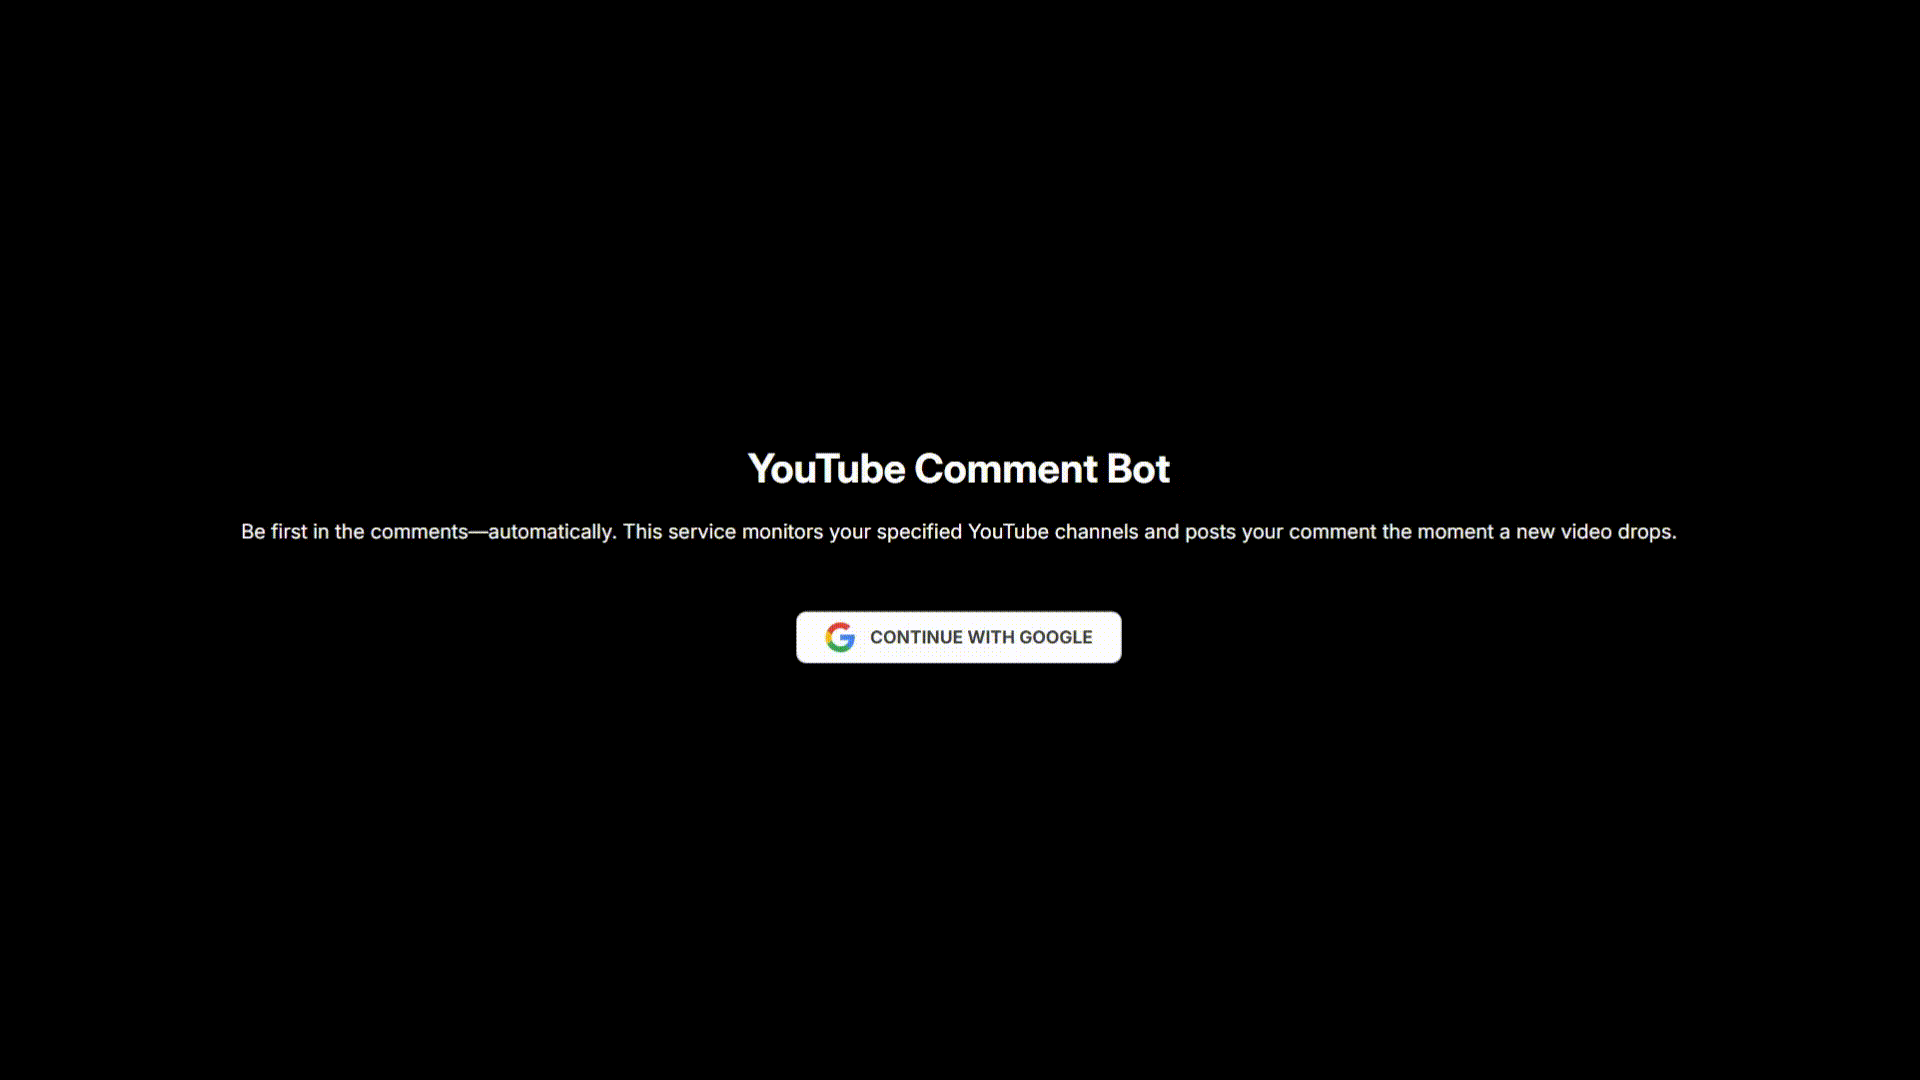 YouTube Comment Bot
Be first in the comments—automatically. This service monitors your specified YouTube channels and posts your comment the moment a new video drops.
CONTINUE WITH GOOGLE